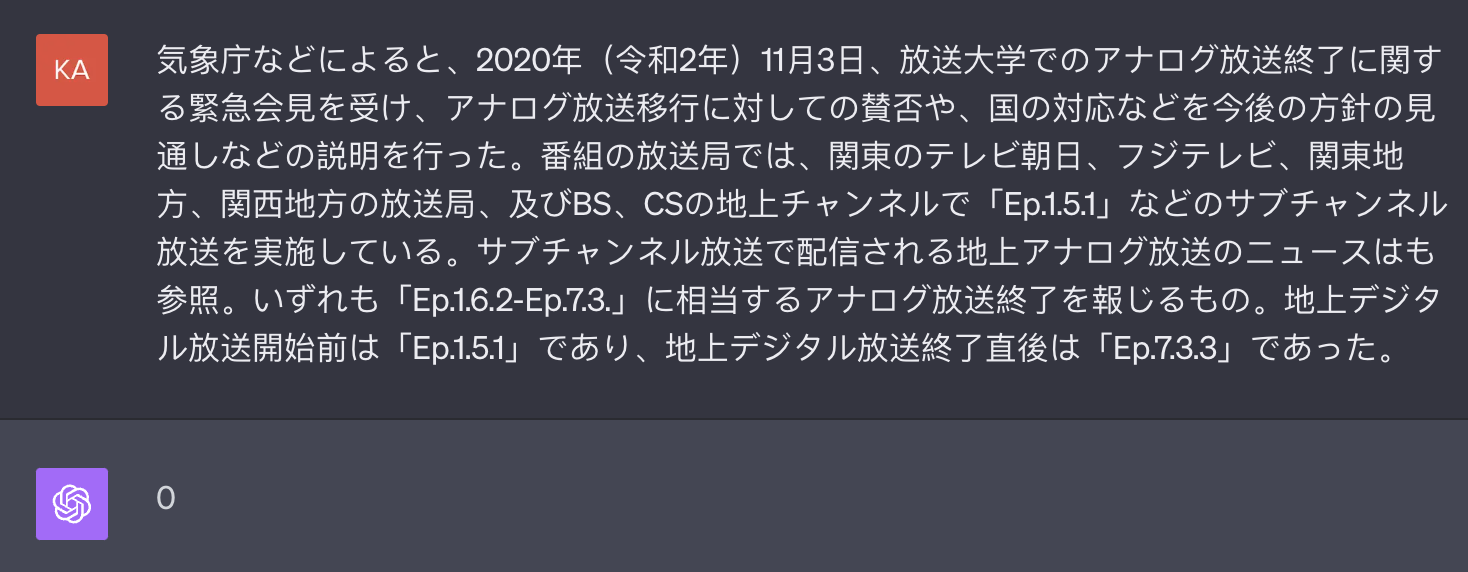 KA
気象庁などによると、2020年（令和2年）11月3日、放送大学でのアナログ放送終了に関す
る緊急会見を受け、アナログ放送移行に対しての賛否や、国の対応などを今後の方針の見
通しなどの説明を行った。番組の放送局では、関東のテレビ朝日、フジテレビ、関東地
方、関西地方の放送局、及びBS、CSの地上チャンネルで「Ep.1.5.1」などのサブチャンネル
放送を実施している。サブチャンネル放送で配信される地上アナログ放送のニュースはも
参照。いずれも「Ep.1.6.2-Ep.7.3.」に相当するアナログ放送終了を報じるもの。地上デジタ
ル放送開始前は「Ep.1.5.1」であり、地上デジタル放送終了直後は「Ep.7.3.3」であった。
0